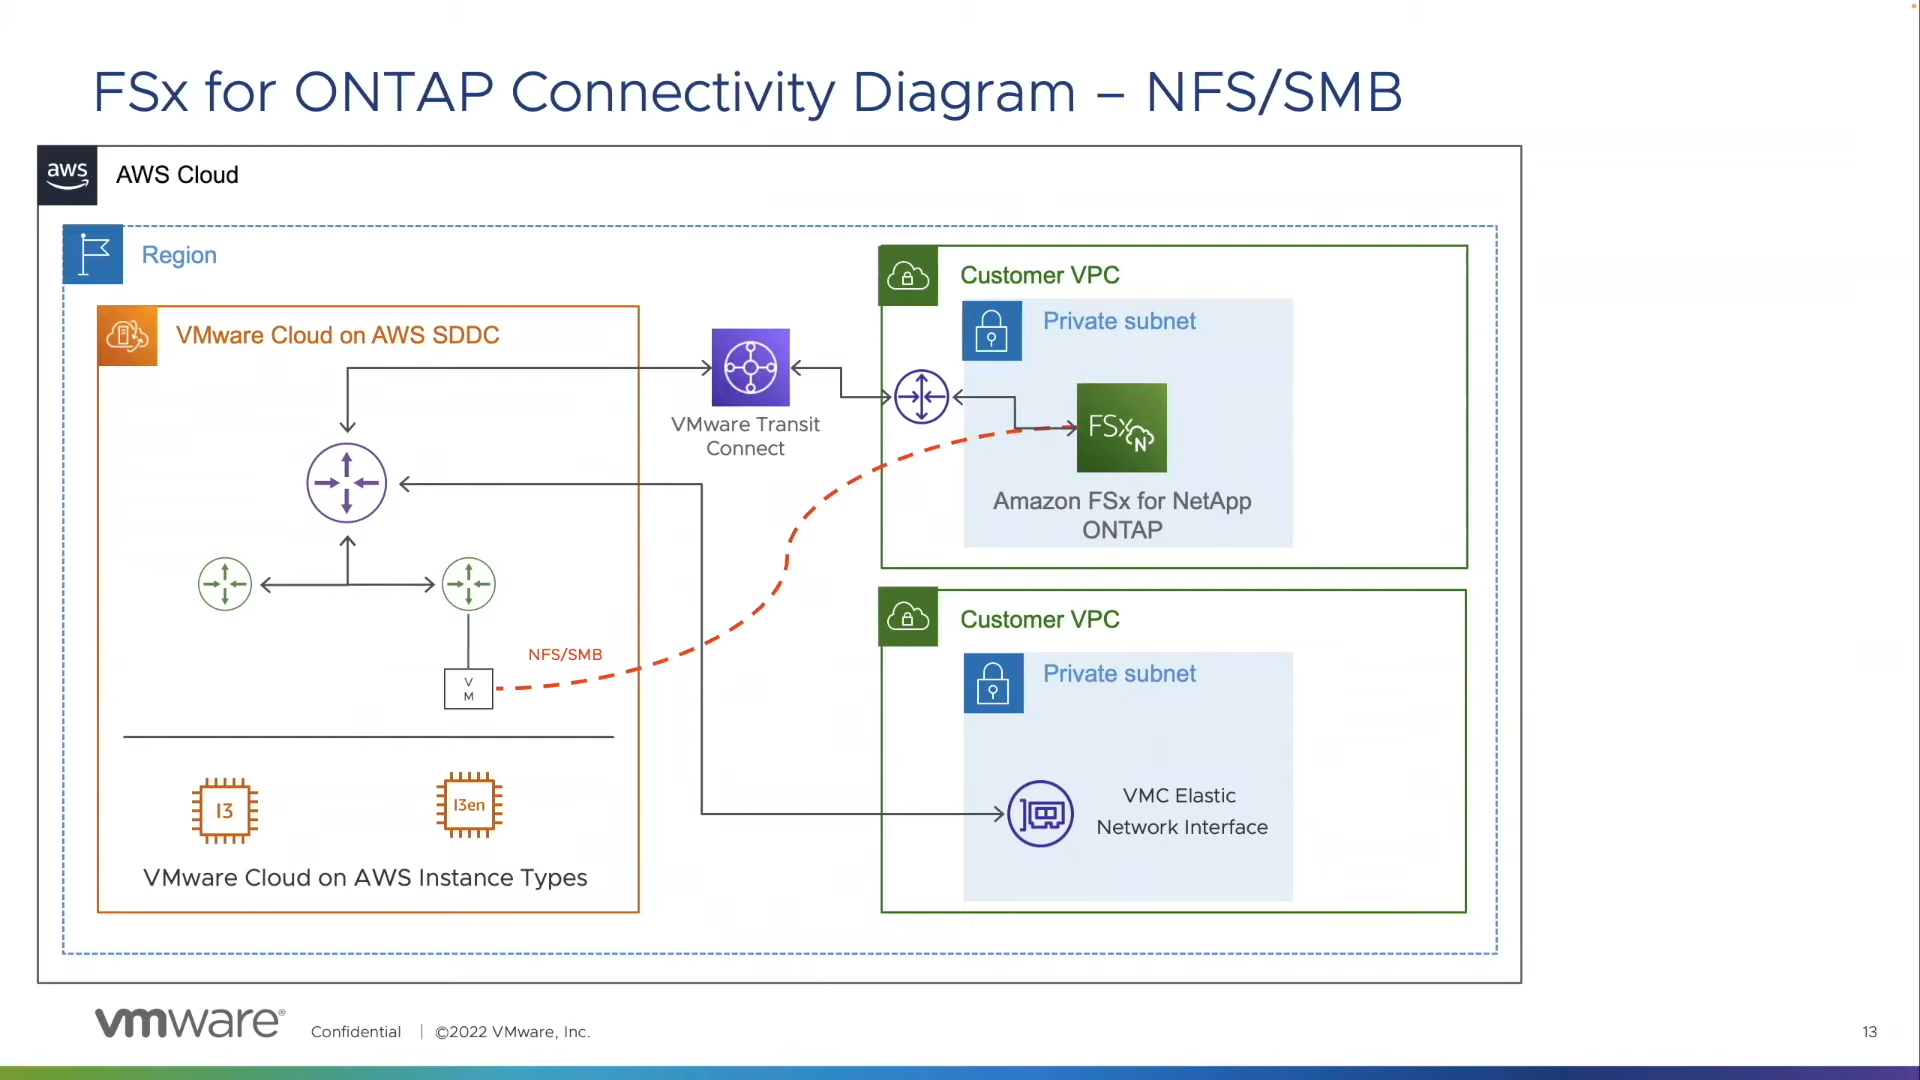 FSx for ONTAP Connectivity Diagram – NFS/SMB
aws
AWS Cloud
Region
VMware Cloud on AWS SDDC
VMware Transit
Connect
Customer VPC
Private subnet
FSx
N
Amazon FSx for NetApp
ONTAP
NFS/SMB
V
M
Customer VPC
Private subnet
VMC Elastic
Network Interface
I3
I3en
VMware Cloud on AWS Instance Types
vmware®
Confidential | ©2022 VMware, Inc.
13